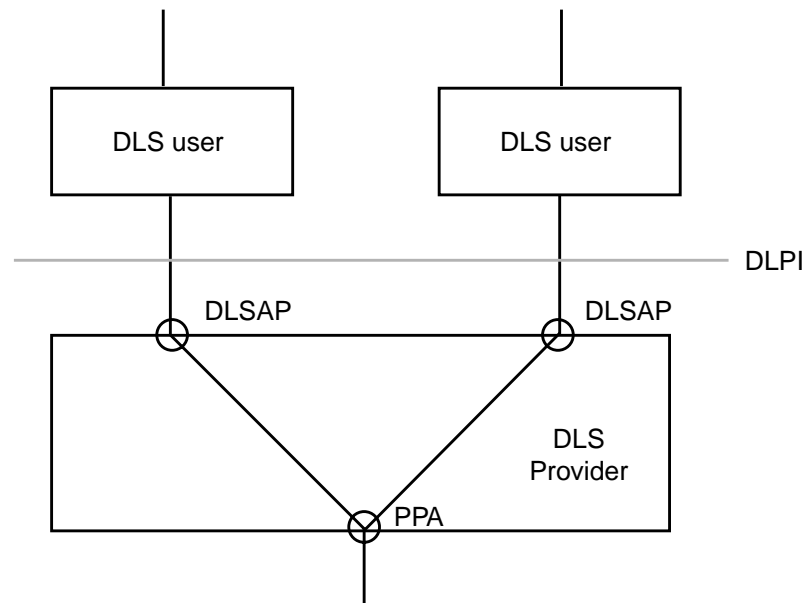 DLS user
DLS user
DLPI
DLSAP
DLSAP
DLS
Provider
PPA